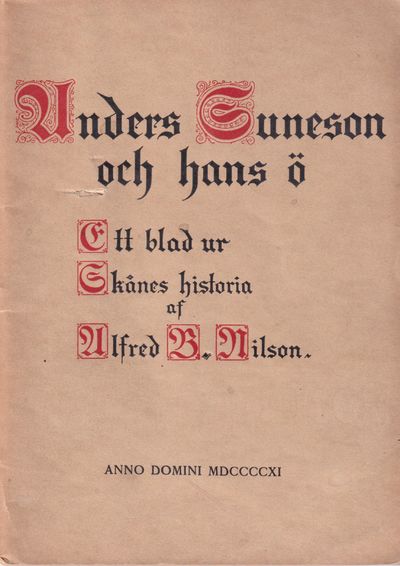 Anders Suneson
och hans ö
Ett blad ur
Skånes historia
af
Alfred B. Nilson.
ANNO DOMINI MDCCCCXI